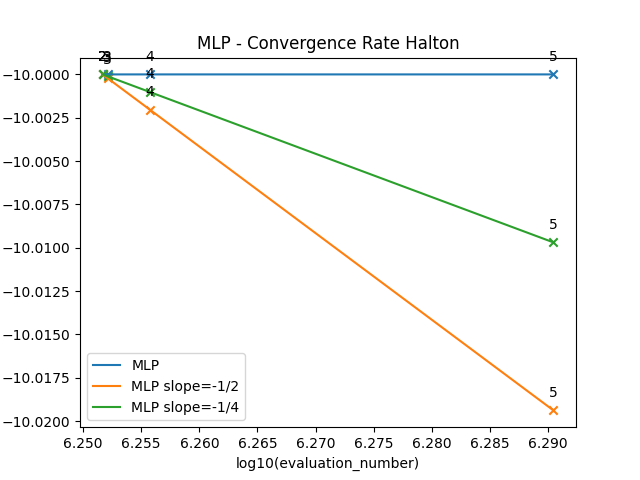 MLP - Convergence Rate Halton
2 3 4 5
3 4
4
5
5
−10.0000
−10.0025
−10.0050
−10.0075
−10.0100
−10.0125
−10.0150
−10.0175
−10.0200
MLP
MLP slope=-1/2
MLP slope=-1/4
6.250 6.255 6.260 6.265 6.270 6.275 6.280 6.285 6.290
log10(evaluation_number)